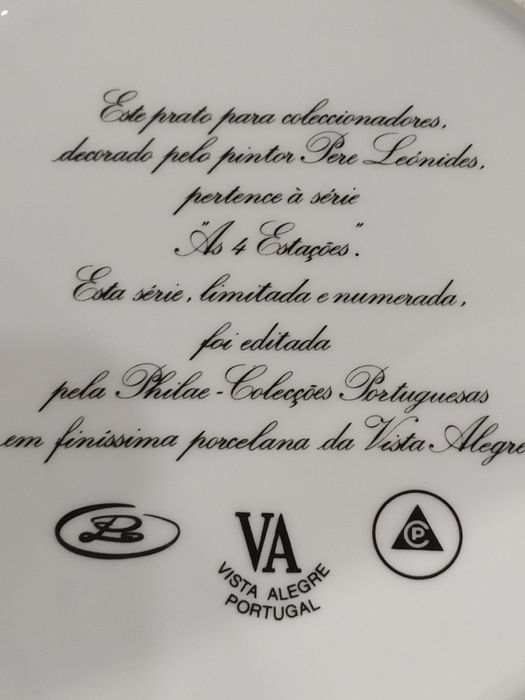 Este prato para coleccionadores,
decorado pelo pintor Pere Leónides,
pertence à série
"As 4 Estações".
Esta série, limitada e numerada,
foi editada
pela Philae-Colecções Portuguesas
em finíssima porcelana da Vista Alegre
VA
VISTA ALEGRE
PORTUGAL